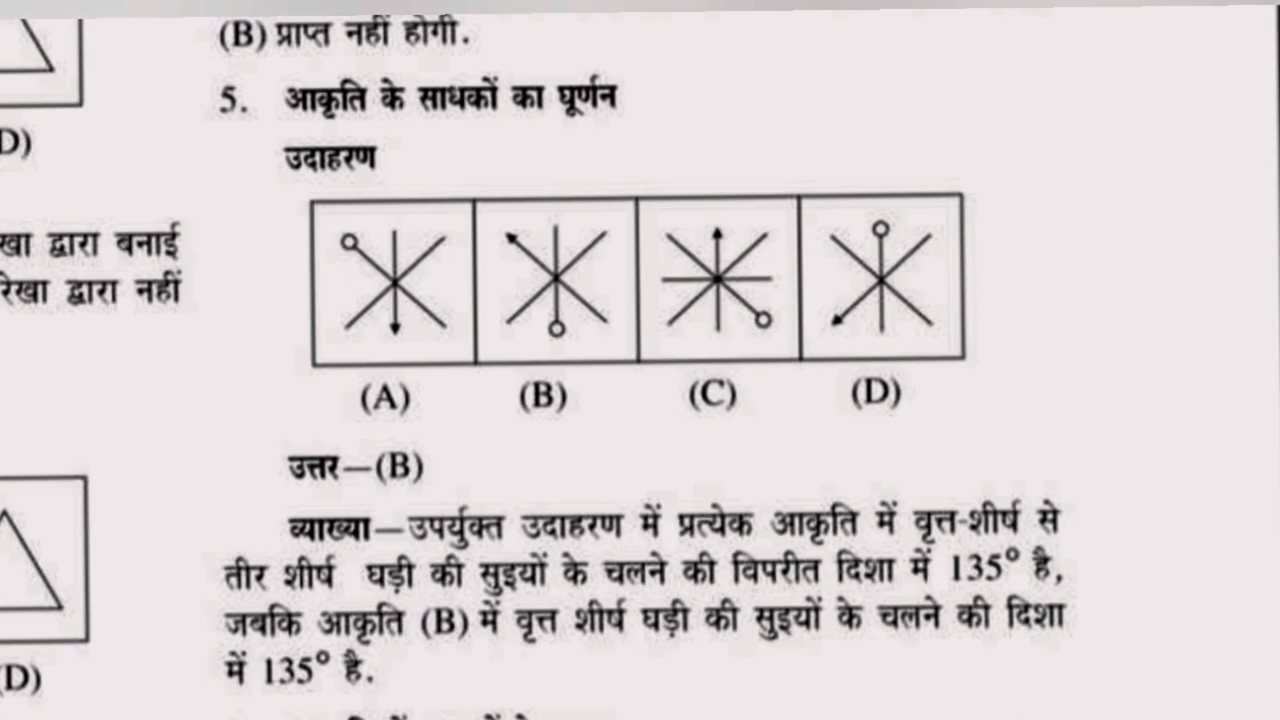 (B) प्राप्त नहीं होगी.
5. आकृति के साधकों का घूर्णन
उदाहरण
(A) (B) (C) (D)
उत्तर—(B)
व्याख्या—उपर्युक्त उदाहरण में प्रत्येक आकृति में वृत्त-शीर्ष से
तीर शीर्ष घड़ी की सुइयों के चलने की विपरीत दिशा में 135° है,
जबकि आकृति (B) में वृत्त शीर्ष घड़ी की सुइयों के चलने की दिशा
में 135° है.
D)
खा द्वारा बनाई
रेखा द्वारा नहीं
(D)